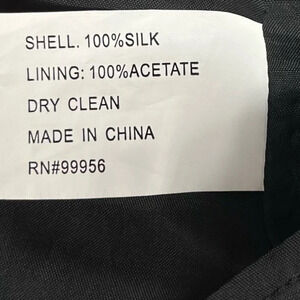 SHELL. 100%SILK
LINING: 100%ACETATE
DRY CLEAN
MADE IN CHINA
RN#99956